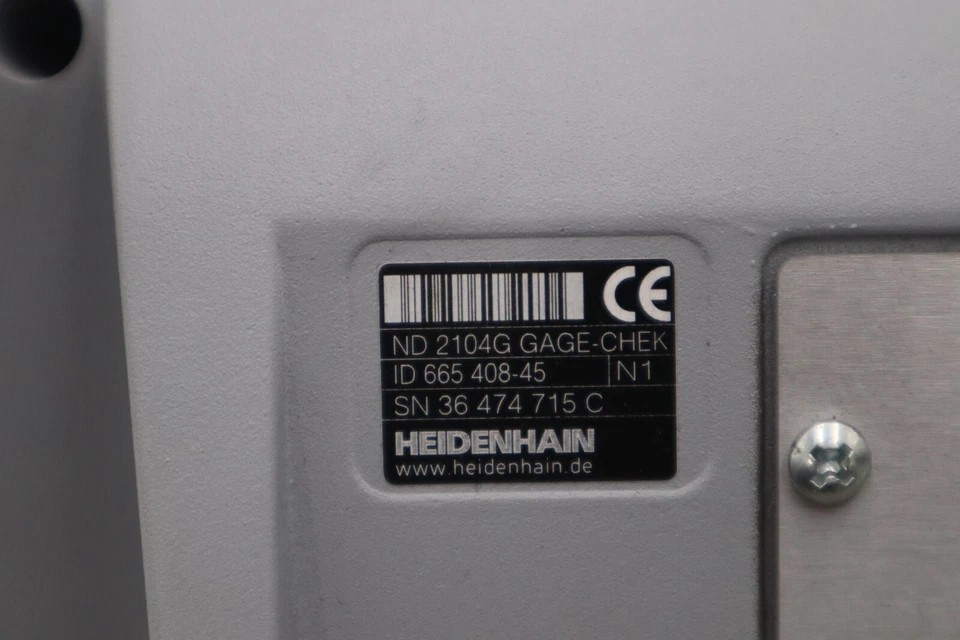 CE
ND 2104G GAGE-CHEK
ID 665 408-45 N1
SN 36 474 715 C
HEIDENHAIN
www.heidenhain.de